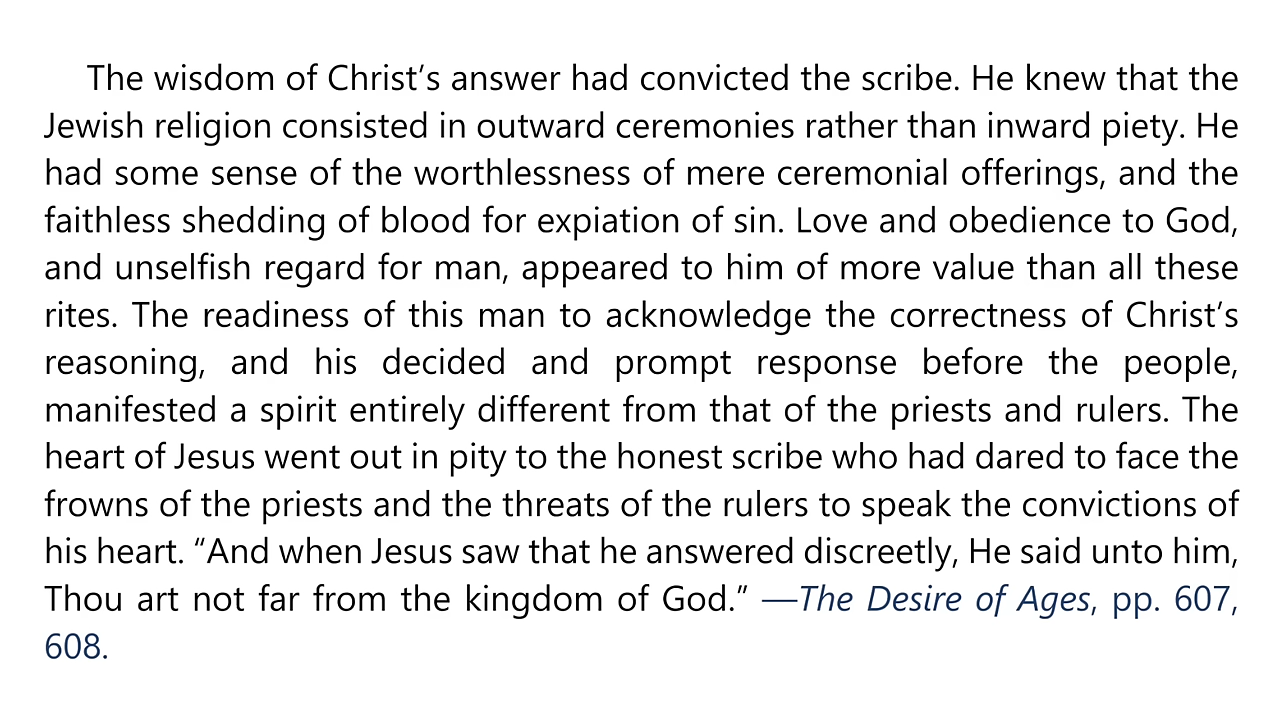 The wisdom of Christ’s answer had convicted the scribe. He knew that the
Jewish religion consisted in outward ceremonies rather than inward piety. He
had some sense of the worthlessness of mere ceremonial offerings, and the
faithless shedding of blood for expiation of sin. Love and obedience to God,
and unselfish regard for man, appeared to him of more value than all these
rites. The readiness of this man to acknowledge the correctness of Christ’s
reasoning, and his decided and prompt response before the people,
manifested a spirit entirely different from that of the priests and rulers. The
heart of Jesus went out in pity to the honest scribe who had dared to face the
frowns of the priests and the threats of the rulers to speak the convictions of
his heart. “And when Jesus saw that he answered discreetly, He said unto him,
Thou art not far from the kingdom of God.” —The Desire of Ages, pp. 607,
608.